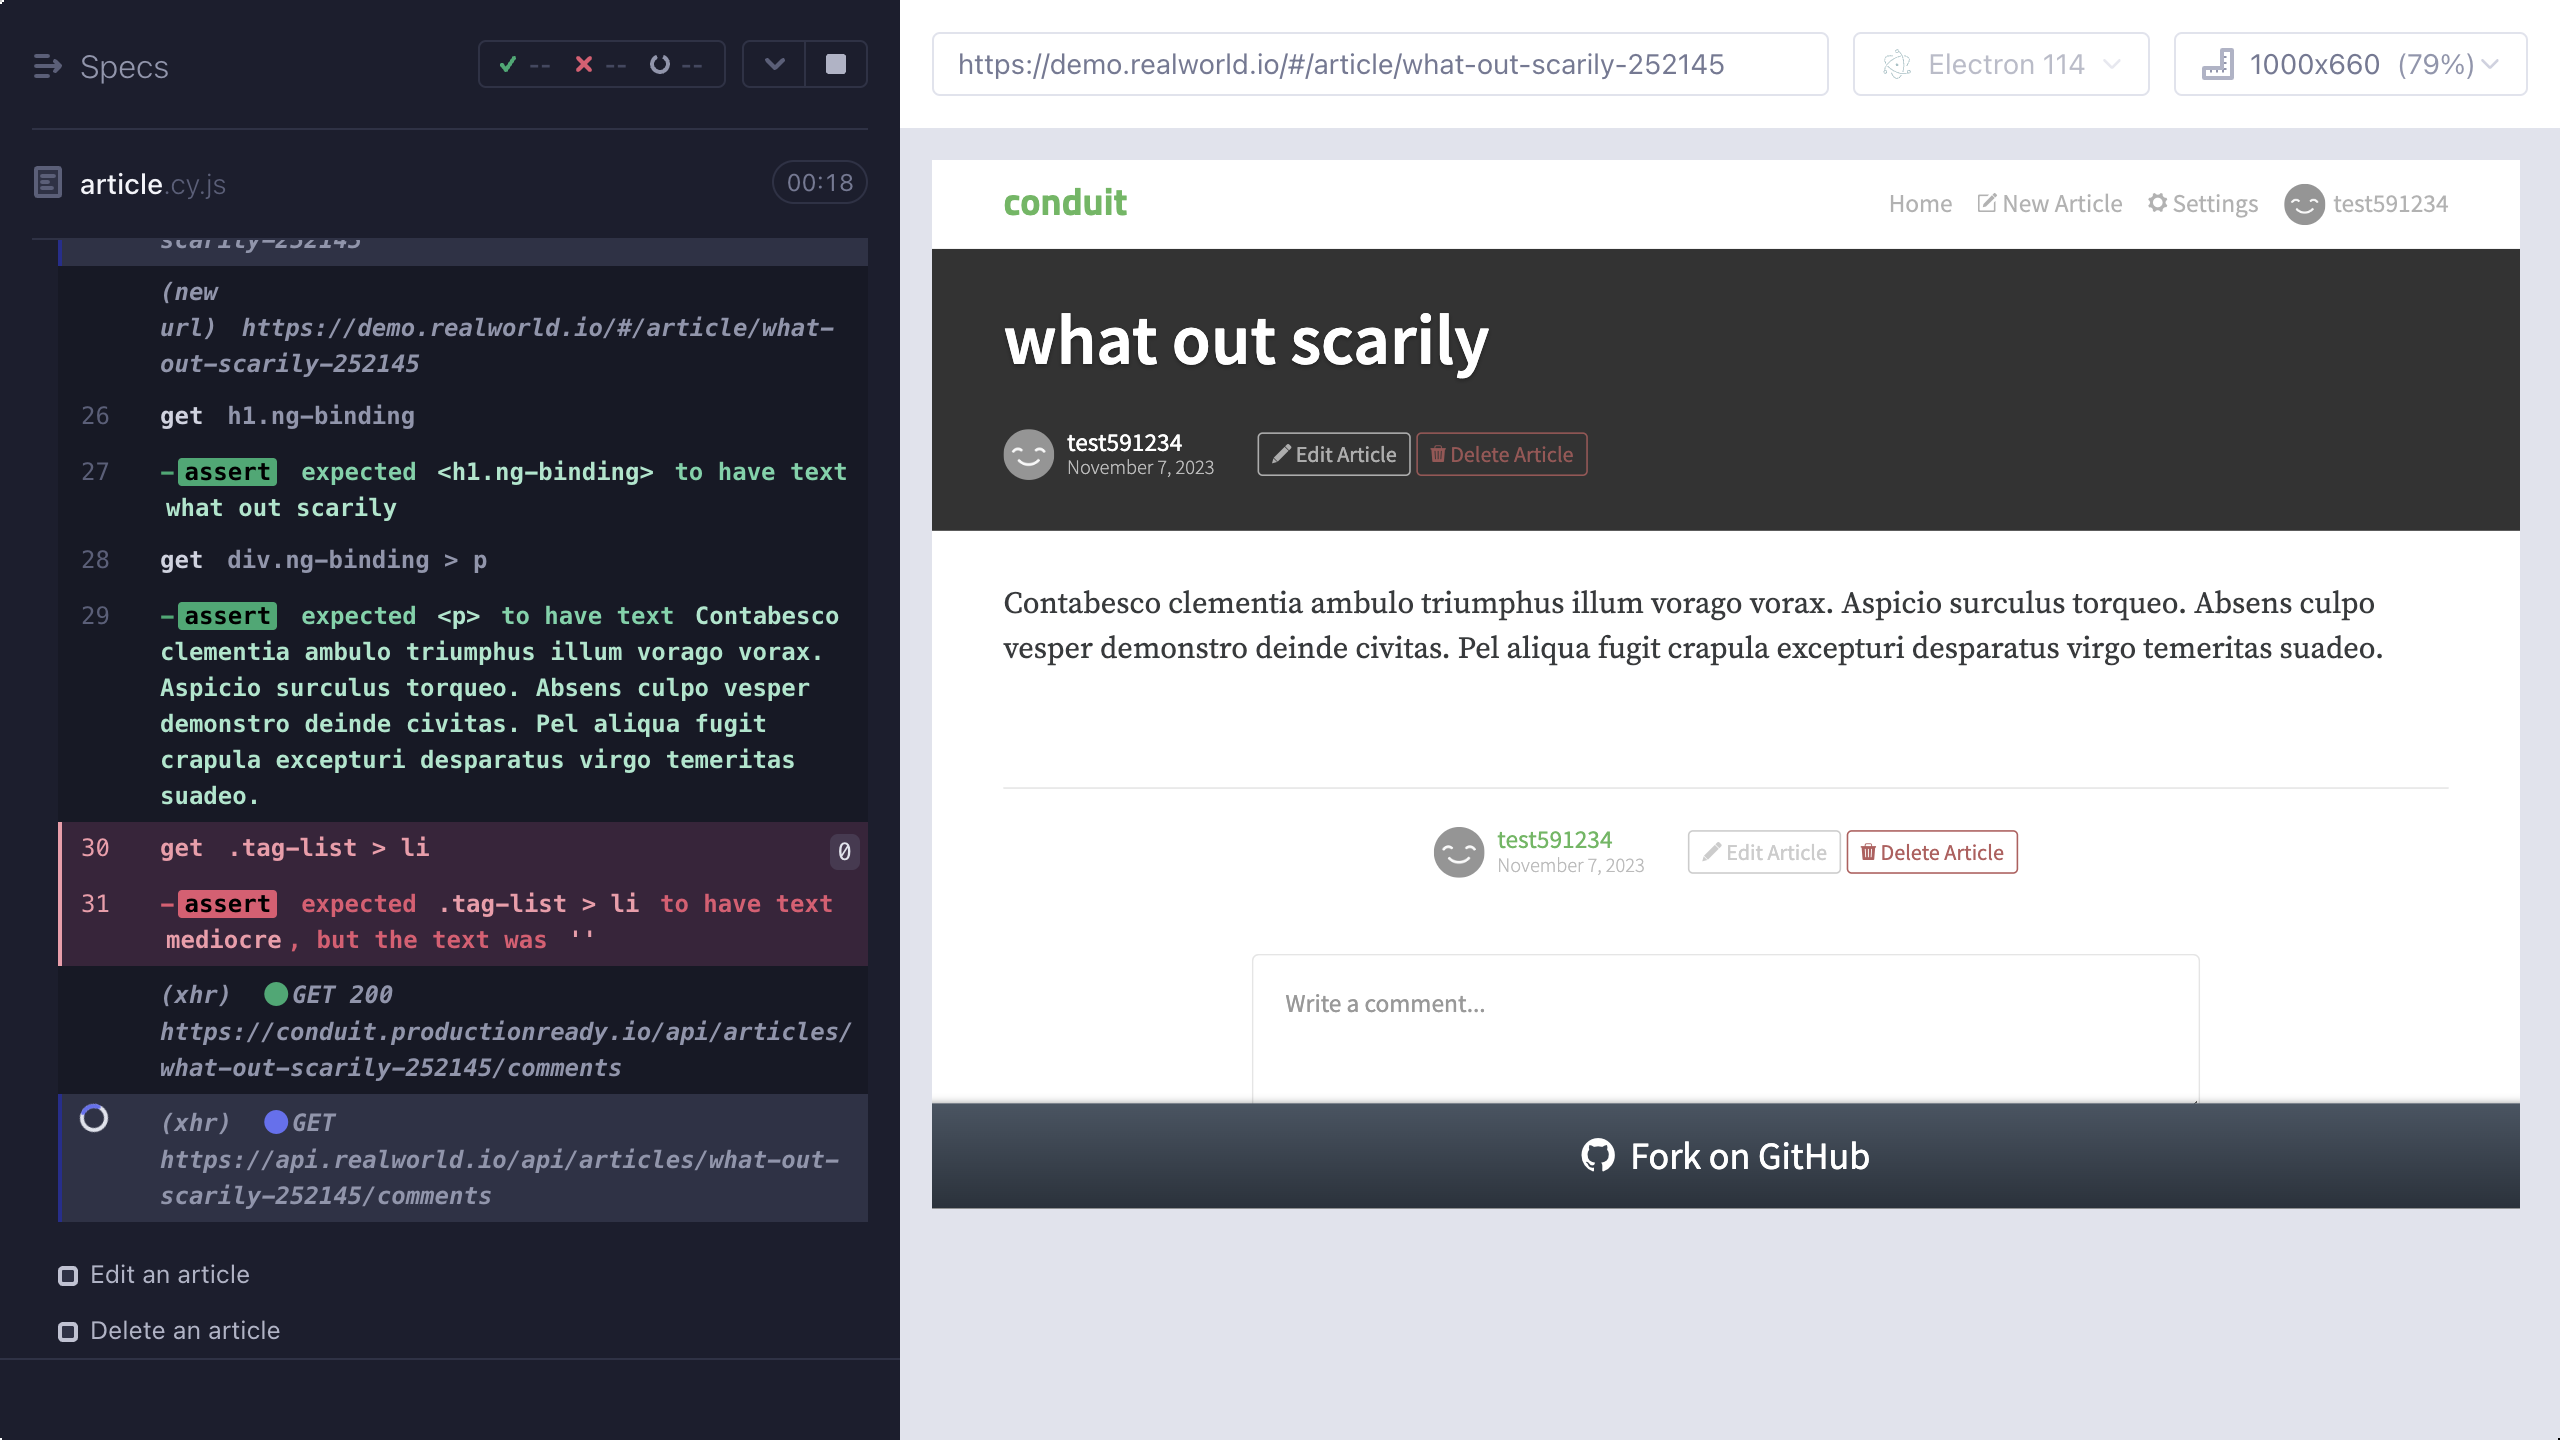 Specs
-- -- --
article.cy.js
00:18
scarily-252145
(new
url) https://demo.realworld.io/#/article/what-
out-scarily-252145
26 get h1.ng-binding
27 -assert expected <h1.ng-binding> to have text
what out scarily
28 get div.ng-binding > p
29 -assert expected <p> to have text Contabesco
clementia ambulo triumphus illum vorago vorax.
Aspicio surculus torqueo. Absens culpo vesper
demonstro deinde civitas. Pel aliqua fugit
crapula excepturi desparatus virgo temeritas
suadeo.
30 get .tag-list > li 0
31 -assert expected .tag-list > li to have text
mediocre, but the text was ''
(xhr) GET 200
https://conduit.productionready.io/api/articles/
what-out-scarily-252145/comments
(xhr) GET
https://api.realworld.io/api/articles/what-out-
scarily-252145/comments
Edit an article
Delete an article
https://demo.realworld.io/#/article/what-out-scarily-252145
Electron 114
1000x660 (79%)
conduit
Home New Article Settings test591234
what out scarily
test591234
November 7, 2023
Edit Article Delete Article
Contabesco clementia ambulo triumphus illum vorago vorax. Aspicio surculus torqueo. Absens culpo
vesper demonstro deinde civitas. Pel aliqua fugit crapula excepturi desparatus virgo temeritas suadeo.
test591234
November 7, 2023
Edit Article Delete Article
Write a comment...
Fork on GitHub